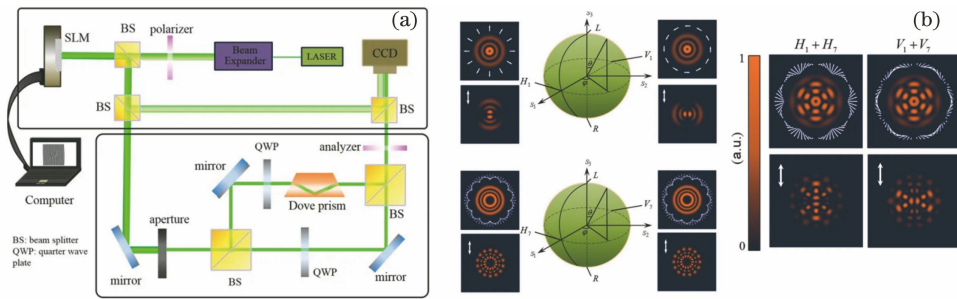 (a)
SLM
BS
polarizer
Beam
Expander
LASER
CCD
BS
BS
analyzer
QWP
mirror
Dove prism
BS
Computer
aperture
BS: beam splitter
QWP: quarter wave
plate
mirror
BS
QWP
mirror
(b)
S₃
L
V₁
H₁
S₂
S₁
R
S₃
L
V₇
H₇
S₂
S₁
R
H₁ + H₇
V₁ + V₇
1
(a.u.)
0